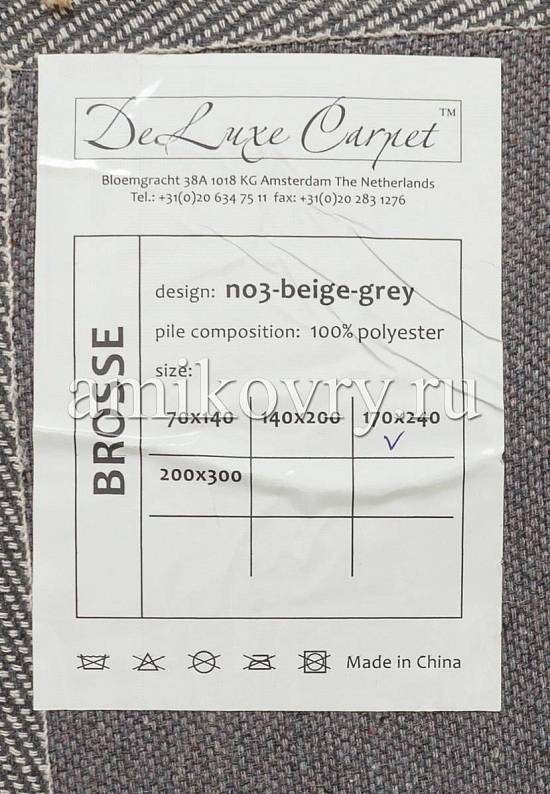 DeLuxe Carpet™
Bloemgracht 38A 1018 KG Amsterdam The Netherlands
Tel.: +31(0)20 634 75 11 fax: +31(0)20 283 1276
BROSSE
design: no3-beige-grey
pile composition: 100% polyester
size:
amikovry.ru
70x140 140x200 170x240
200x300
Made in China